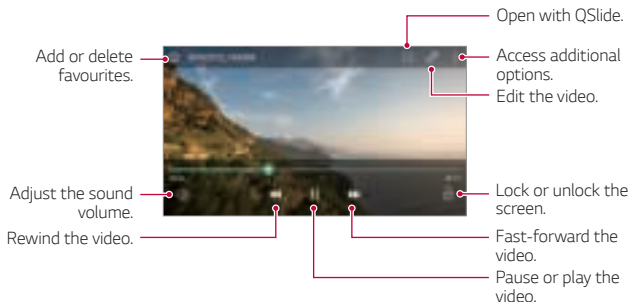 Open with QSlide.
Add or delete
favourites.
Access additional
options.
Edit the video.
Adjust the sound
volume.
Lock or unlock the
screen.
Rewind the video.
Fast-forward the
video.
Pause or play the
video.